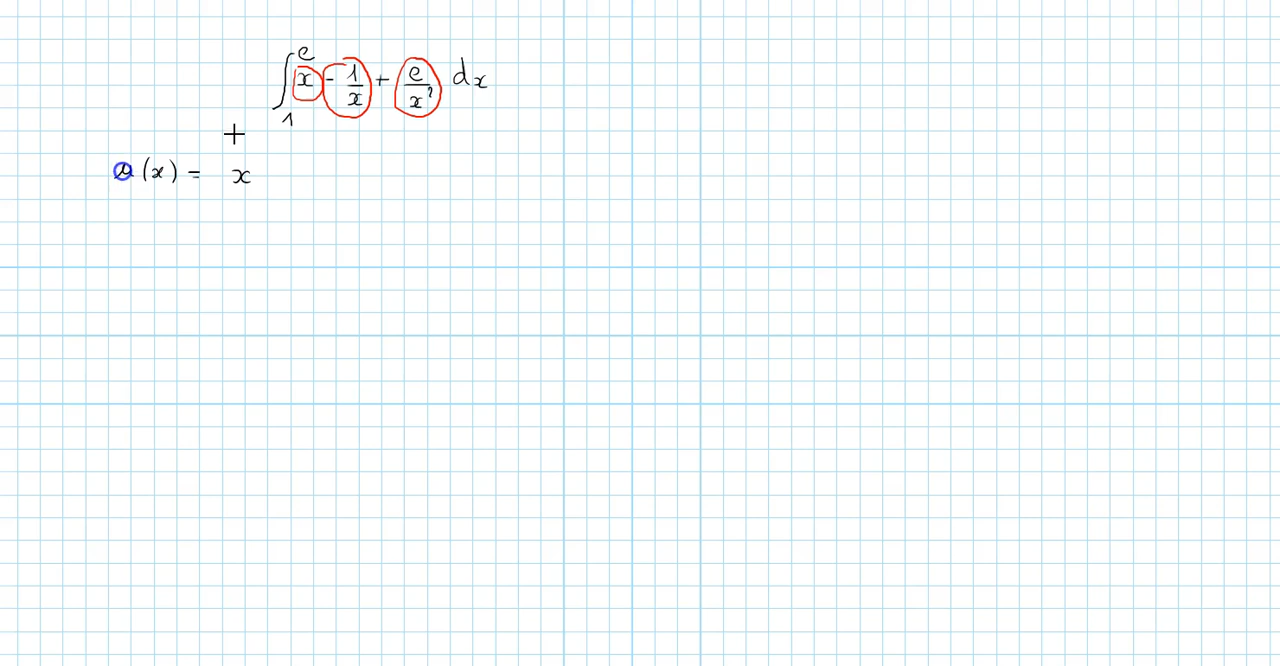 ∫₁ᵉ x - 1/x + e/x² dx
+
a(x) = x